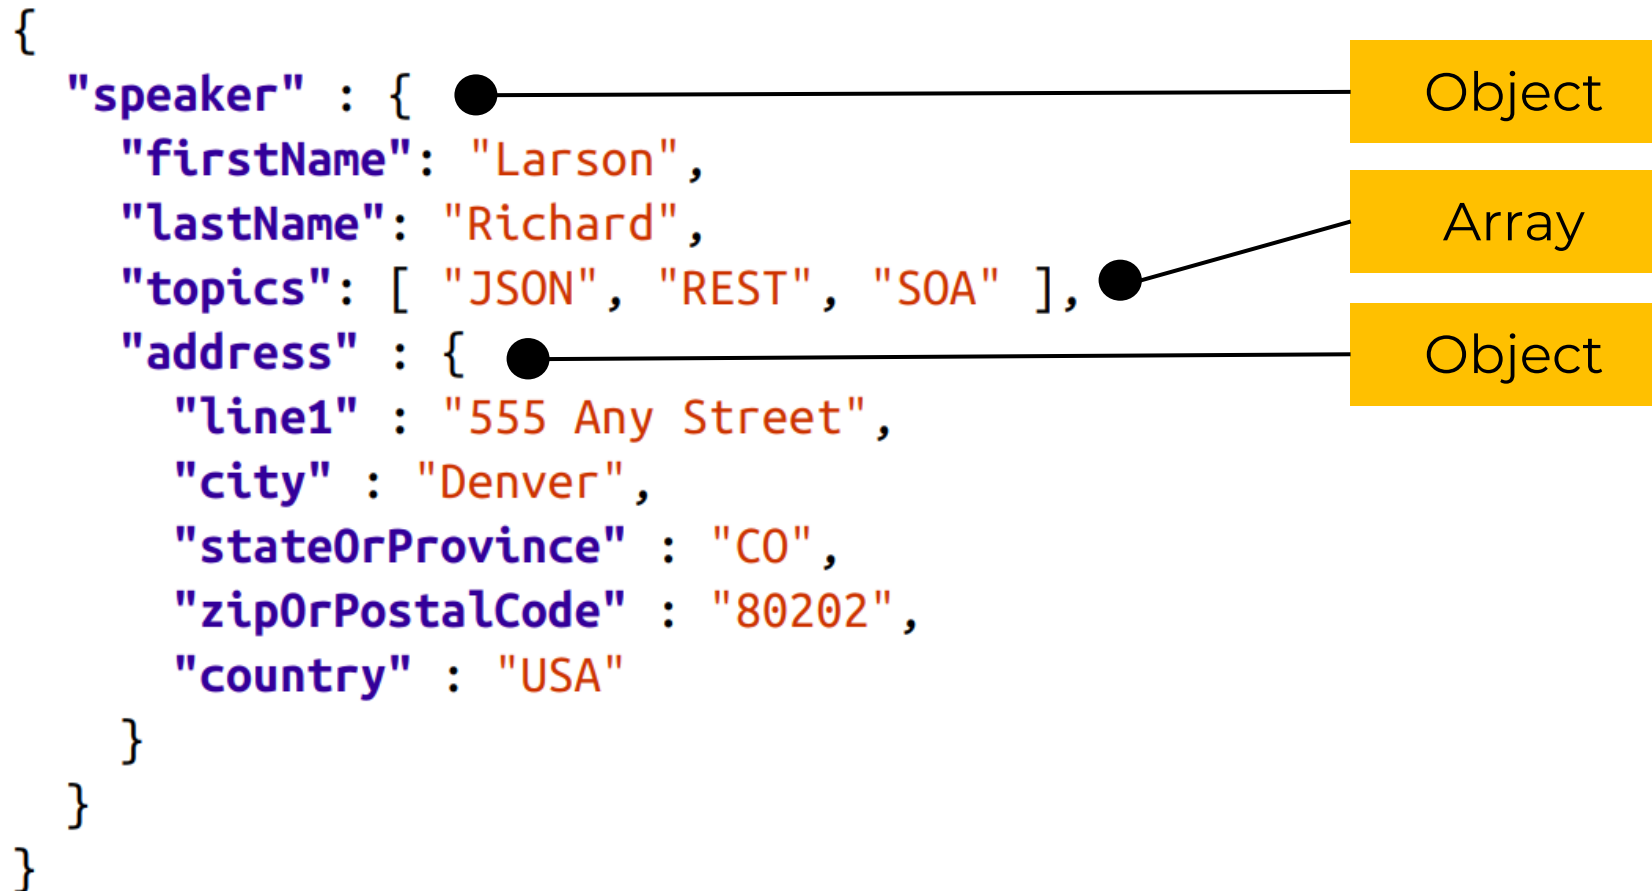 {
"speaker" : {
Object
"firstName": "Larson",
"lastName": "Richard",
Array
"topics": [ "JSON", "REST", "SOA" ],
"address" : {
Object
"line1" : "555 Any Street",
"city" : "Denver",
"stateOrProvince" : "CO",
"zipOrPostalCode" : "80202",
"country" : "USA"
}
}
}